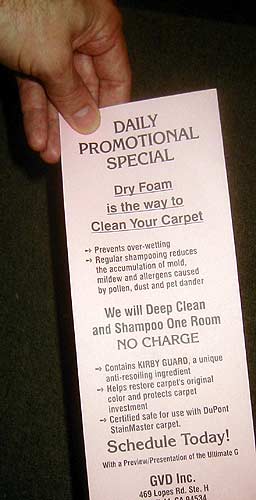 DAILY
PROMOTIONAL
SPECIAL
Dry Foam
is the way to
Clean Your Carpet
➺ Prevents over-wetting
➺ Regular shampooing reduces
the accumulation of mold,
mildew and allergens caused
by pollen, dust and pet dander
We will Deep Clean
and Shampoo One Room
NO CHARGE
➺ Contains KIRBY GUARD, a unique
anti-resoiling ingredient
➺ Helps restore carpet's original
color and protects carpet
investment
➺ Certified safe for use with DuPont
StainMaster carpet.
Schedule Today!
With a Preview/Presentation of the Ultimate G
GVD Inc.
469 Lopes Rd. Ste. H
CA 94534